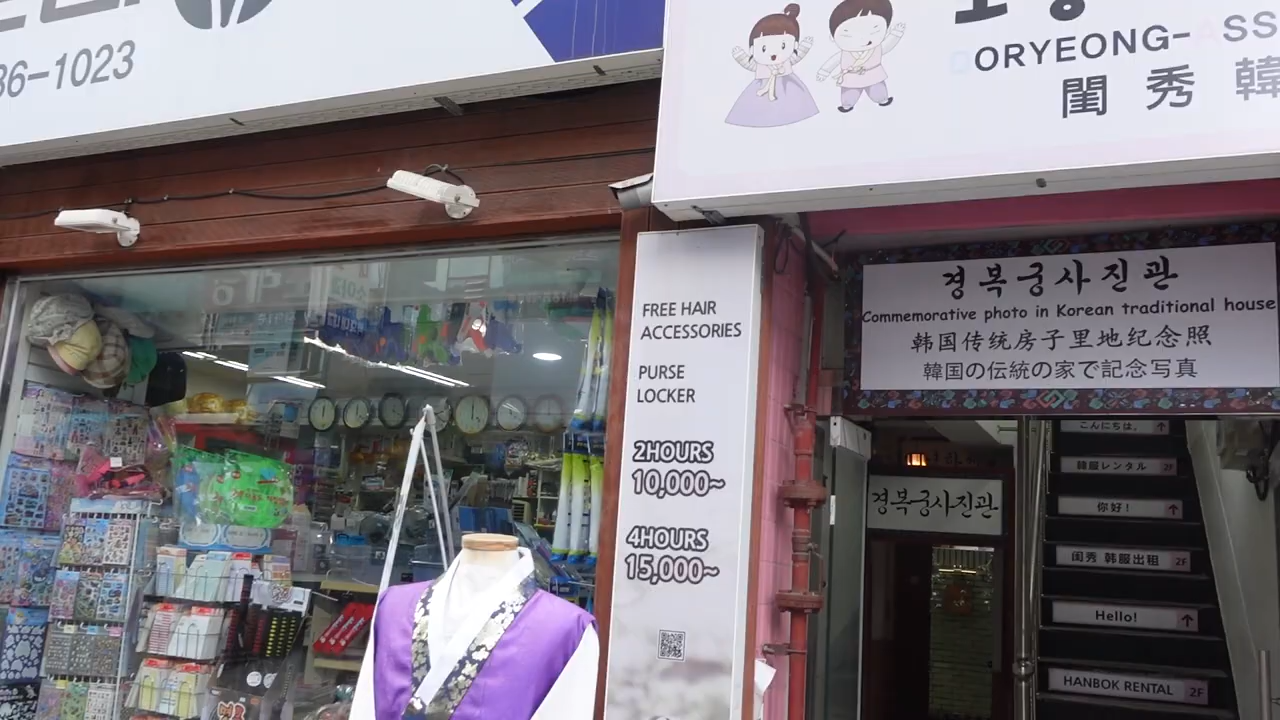 86-1023
DORYEONG-ASS
閨秀韓
FREE HAIR
ACCESSORIES
PURSE
LOCKER
2HOURS
10,000~
4HOURS
15,000~
경복궁사진관
Commemorative photo in Korean traditional house
韩国传统房子里地纪念照
韓国の伝統の家で記念写真
경복궁사진관
こんにちは。↑
韓服レンタル 2F
你好! ↑
闺秀 韩服出租 2F
Hello! ↑
HANBOK RENTAL 2F